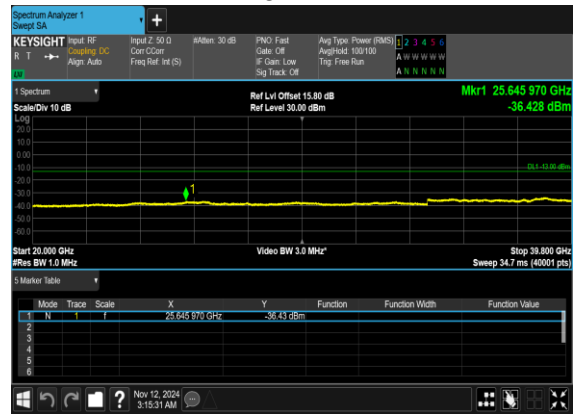 Spectrum Analyzer 1
Swept SA
+
KEYSIGHT Input: RF Input Z: 50 Ω #Atten: 30 dB PNO: Fast Avg Type: Power (RMS) 1 2 3 4 5 6
R T Coupling: DC Corr CCorr Gate: Off Avg|Hold: 100/100 A W W W W W
Align: Auto Freq Ref: Int (S) IF Gain: Low Trig: Free Run
LXI Sig Track: Off A N N N N N
1 Spectrum Ref Lvl Offset 15.80 dB Mkr1 25.645 970 GHz
Scale/Div 10 dB Ref Level 30.00 dBm -36.428 dBm
Log
20.0
10.0
0.00
-10.0 DL1 -13.00 dBm
-20.0
-30.0 1
-40.0
-50.0
-60.0
Start 20.000 GHz Video BW 3.0 MHz* Stop 39.800 GHz
#Res BW 1.0 MHz Sweep 34.7 ms (40001 pts)
5 Marker Table
Mode Trace Scale X Y Function Function Width Function Value
1 N 1 f 25.645 970 GHz -36.43 dBm
2
3
4
5
6
? Nov 12, 2024
3:15:31 AM